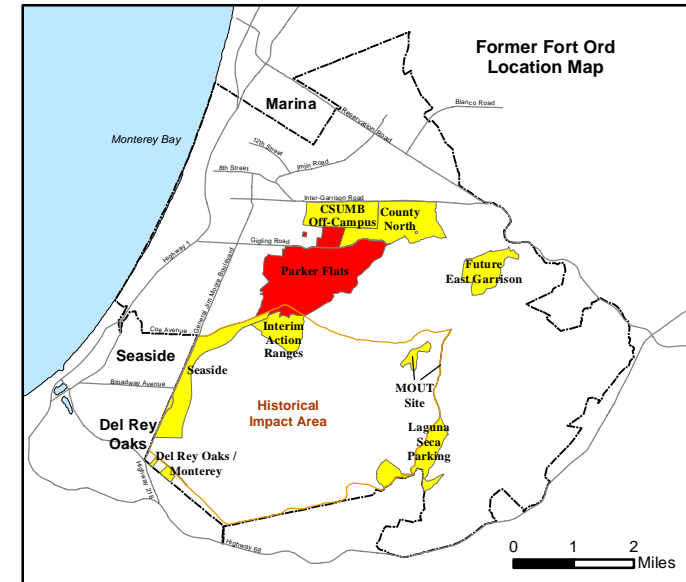 Former Fort Ord
Location Map
Marina
Monterey Bay
Reservation Road
Blanco Road
12th Street
Imjin Road
8th Street
Inter-Garrison Road
CSUMB
Off-Campus
County
North
Gigling Road
Highway 1
General Jim Moore Boulevard
Parker Flats
Future
East Garrison
Coe Avenue
Interim
Action
Ranges
Seaside
Seaside
Broadway Avenue
MOUT
Site
Historical
Impact Area
Del Rey
Oaks
Laguna
Seca
Parking
Del Rey Oaks /
Monterey
Highway 218
Highway 68
0 1 2
Miles